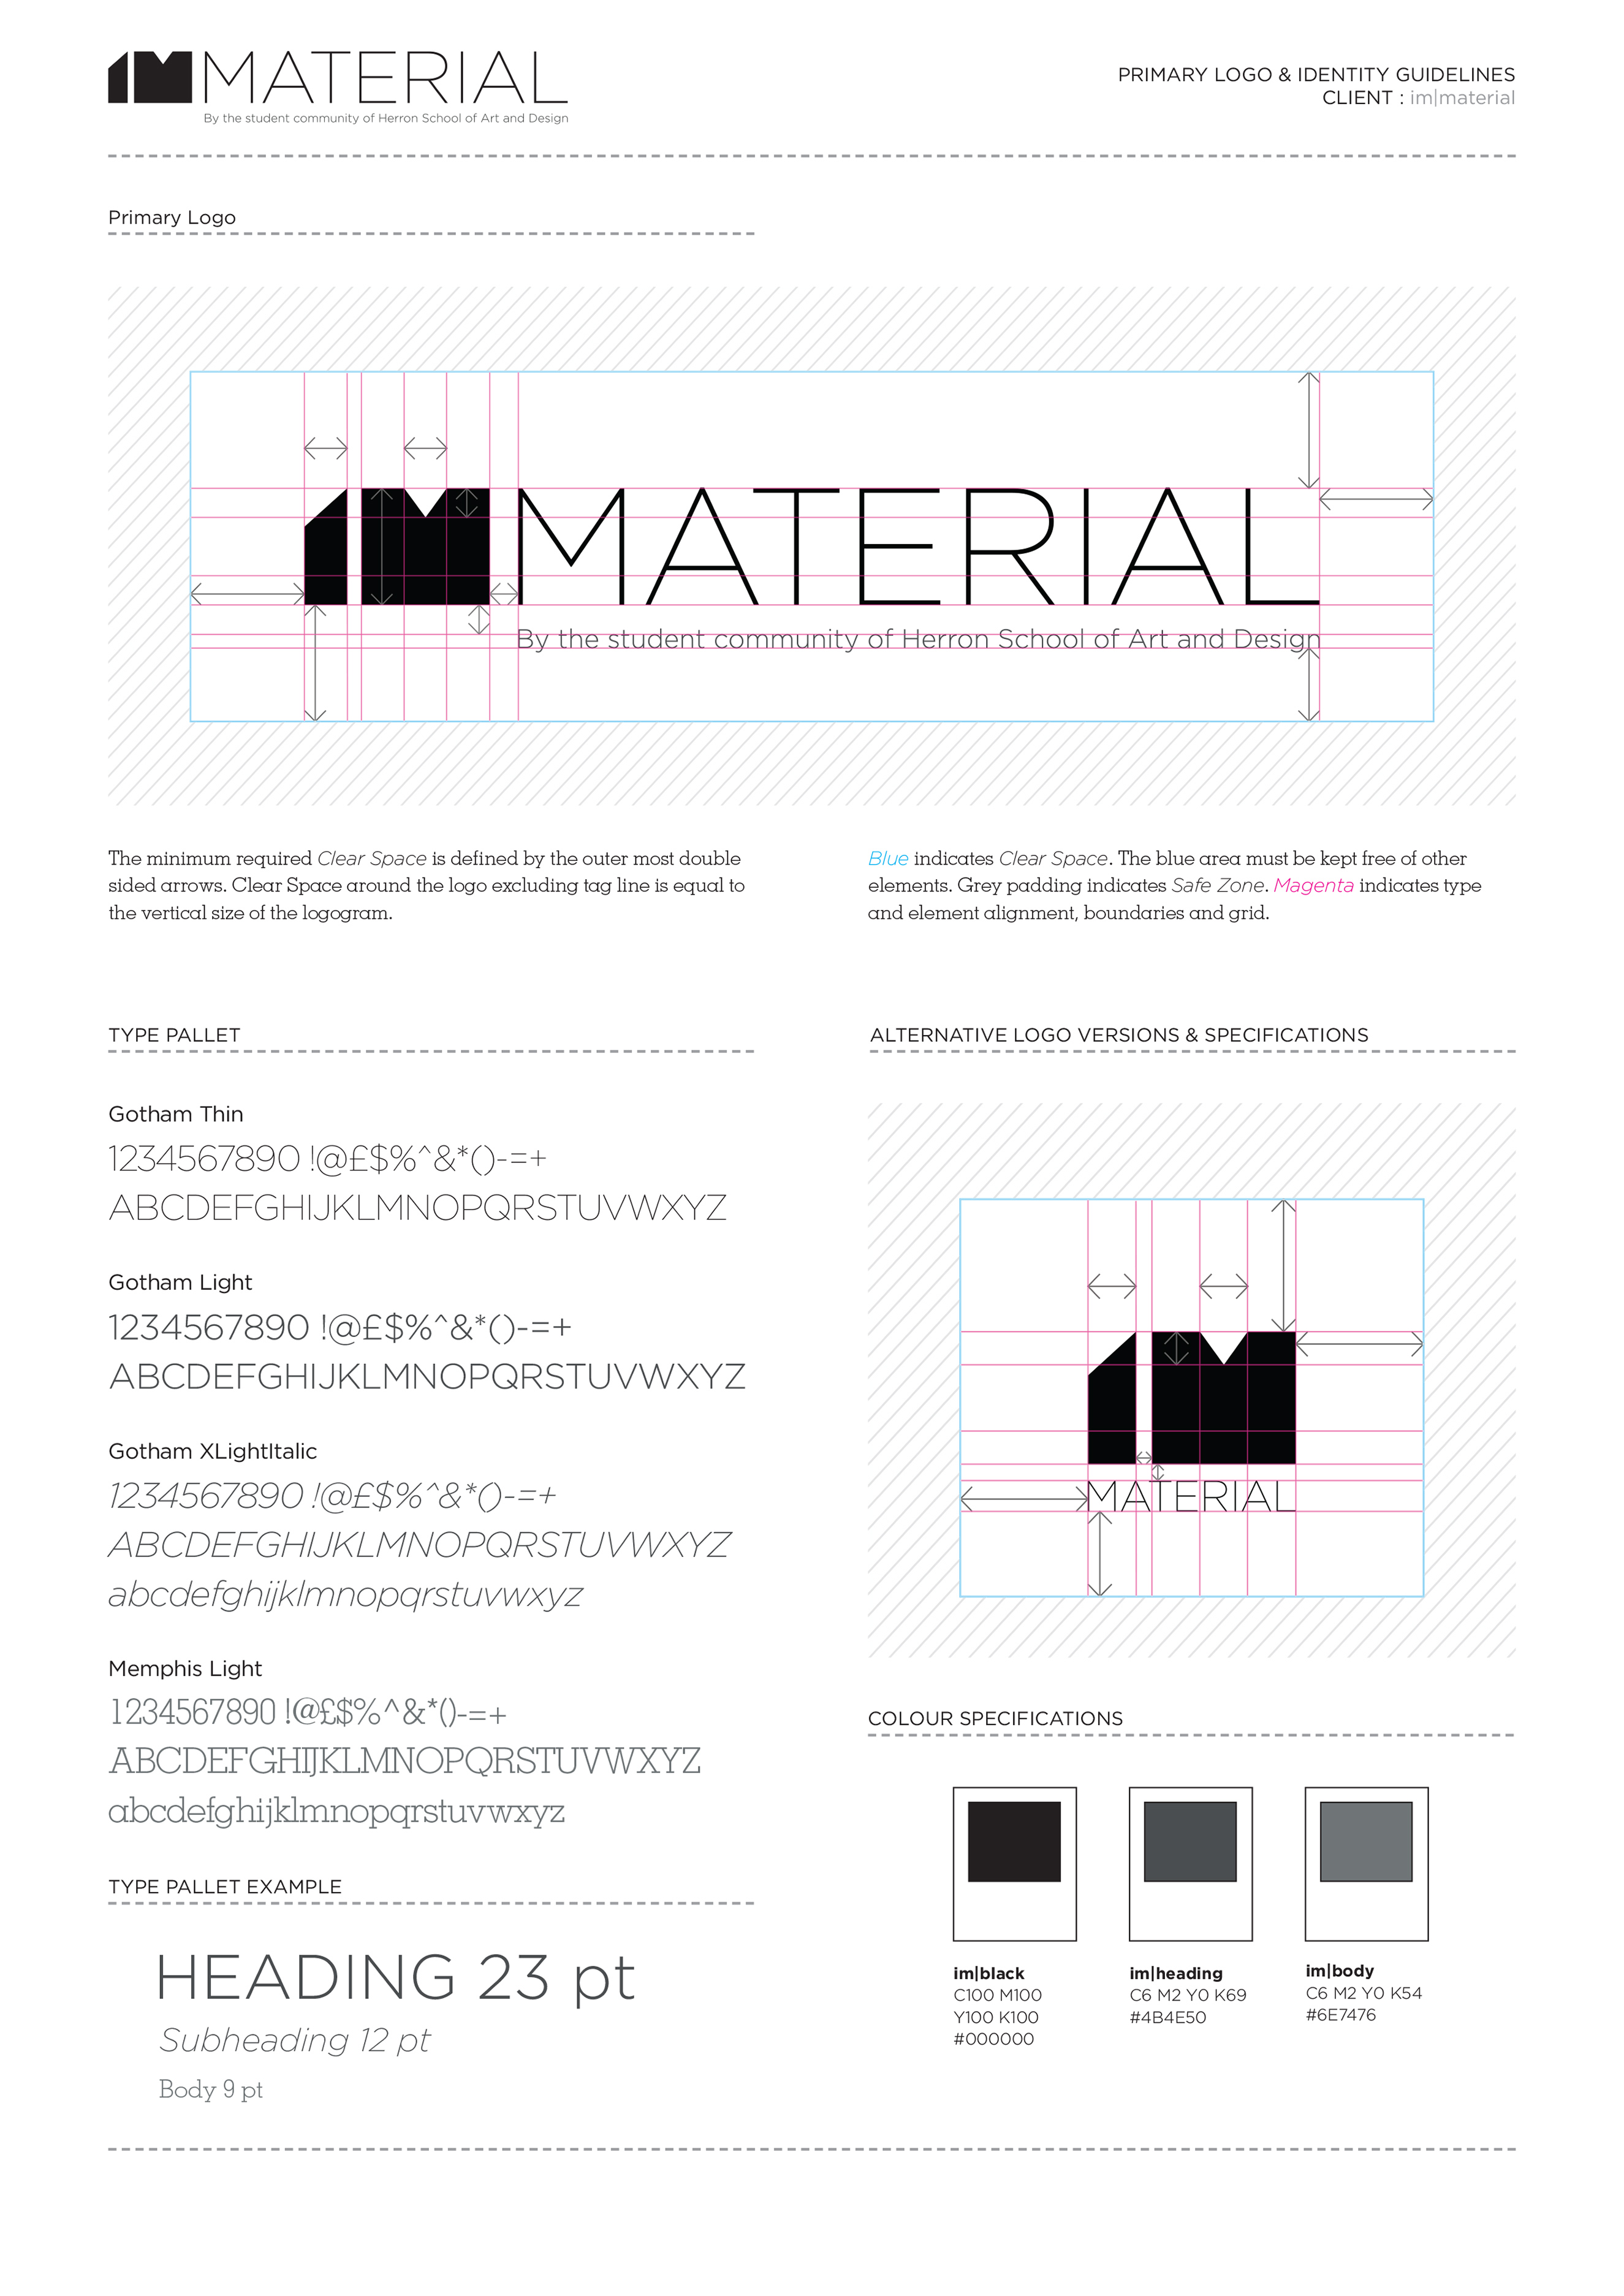 IM MATERIAL
By the student community of Herron School of Art and Design
PRIMARY LOGO & IDENTITY GUIDELINES
CLIENT : im|material
Primary Logo
IM MATERIAL
By the student community of Herron School of Art and Design
The minimum required Clear Space is defined by the outer most double
sided arrows. Clear Space around the logo excluding tag line is equal to
the vertical size of the logogram.
Blue indicates Clear Space. The blue area must be kept free of other
elements. Grey padding indicates Safe Zone. Magenta indicates type
and element alignment, boundaries and grid.
TYPE PALLET
Gotham Thin
1234567890 !@£$%^&*()-=+
ABCDEFGHIJKLMNOPQRSTUVWXYZ
Gotham Light
1234567890 !@£$%^&*()-=+
ABCDEFGHIJKLMNOPQRSTUVWXYZ
Gotham XLightItalic
1234567890 !@£$%^&*()-=+
ABCDEFGHIJKLMNOPQRSTUVWXYZ
abcdefghijklmnopqrstuvwxyz
Memphis Light
1234567890 !@£$%^&*()-=+
ABCDEFGHIJKLMNOPQRSTUVWXYZ
abcdefghijklmnopqrstuvwxyz
TYPE PALLET EXAMPLE
HEADING 23 pt
Subheading 12 pt
Body 9 pt
ALTERNATIVE LOGO VERSIONS & SPECIFICATIONS
IM
MATERIAL
COLOUR SPECIFICATIONS
im|black
C100 M100
Y100 K100
#000000
im|heading
C6 M2 Y0 K69
#4B4E50
im|body
C6 M2 Y0 K54
#6E7476